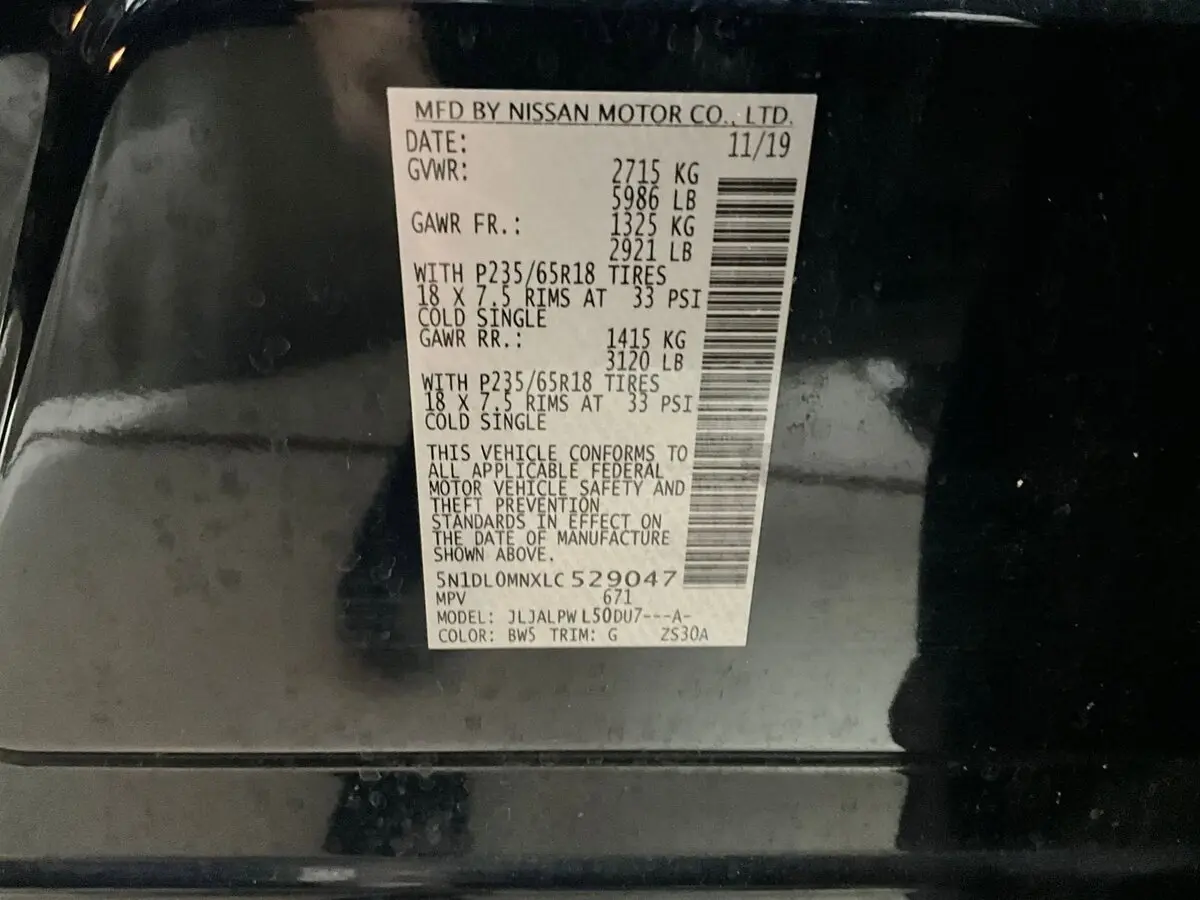 MFD BY NISSAN MOTOR CO., LTD.
DATE: 11/19
GVWR: 2715 KG
5986 LB
GAWR FR.: 1325 KG
2921 LB
WITH P235/65R18 TIRES
18 X 7.5 RIMS AT 33 PSI
COLD SINGLE
GAWR RR.: 1415 KG
3120 LB
WITH P235/65R18 TIRES
18 X 7.5 RIMS AT 33 PSI
COLD SINGLE
THIS VEHICLE CONFORMS TO
ALL APPLICABLE FEDERAL
MOTOR VEHICLE SAFETY AND
THEFT PREVENTION
STANDARDS IN EFFECT ON
THE DATE OF MANUFACTURE
SHOWN ABOVE.
5N1DL0MNXLC529047
MPV 671
MODEL: JLJALPWL50DU7---A-
COLOR: BW5 TRIM: G ZS30A